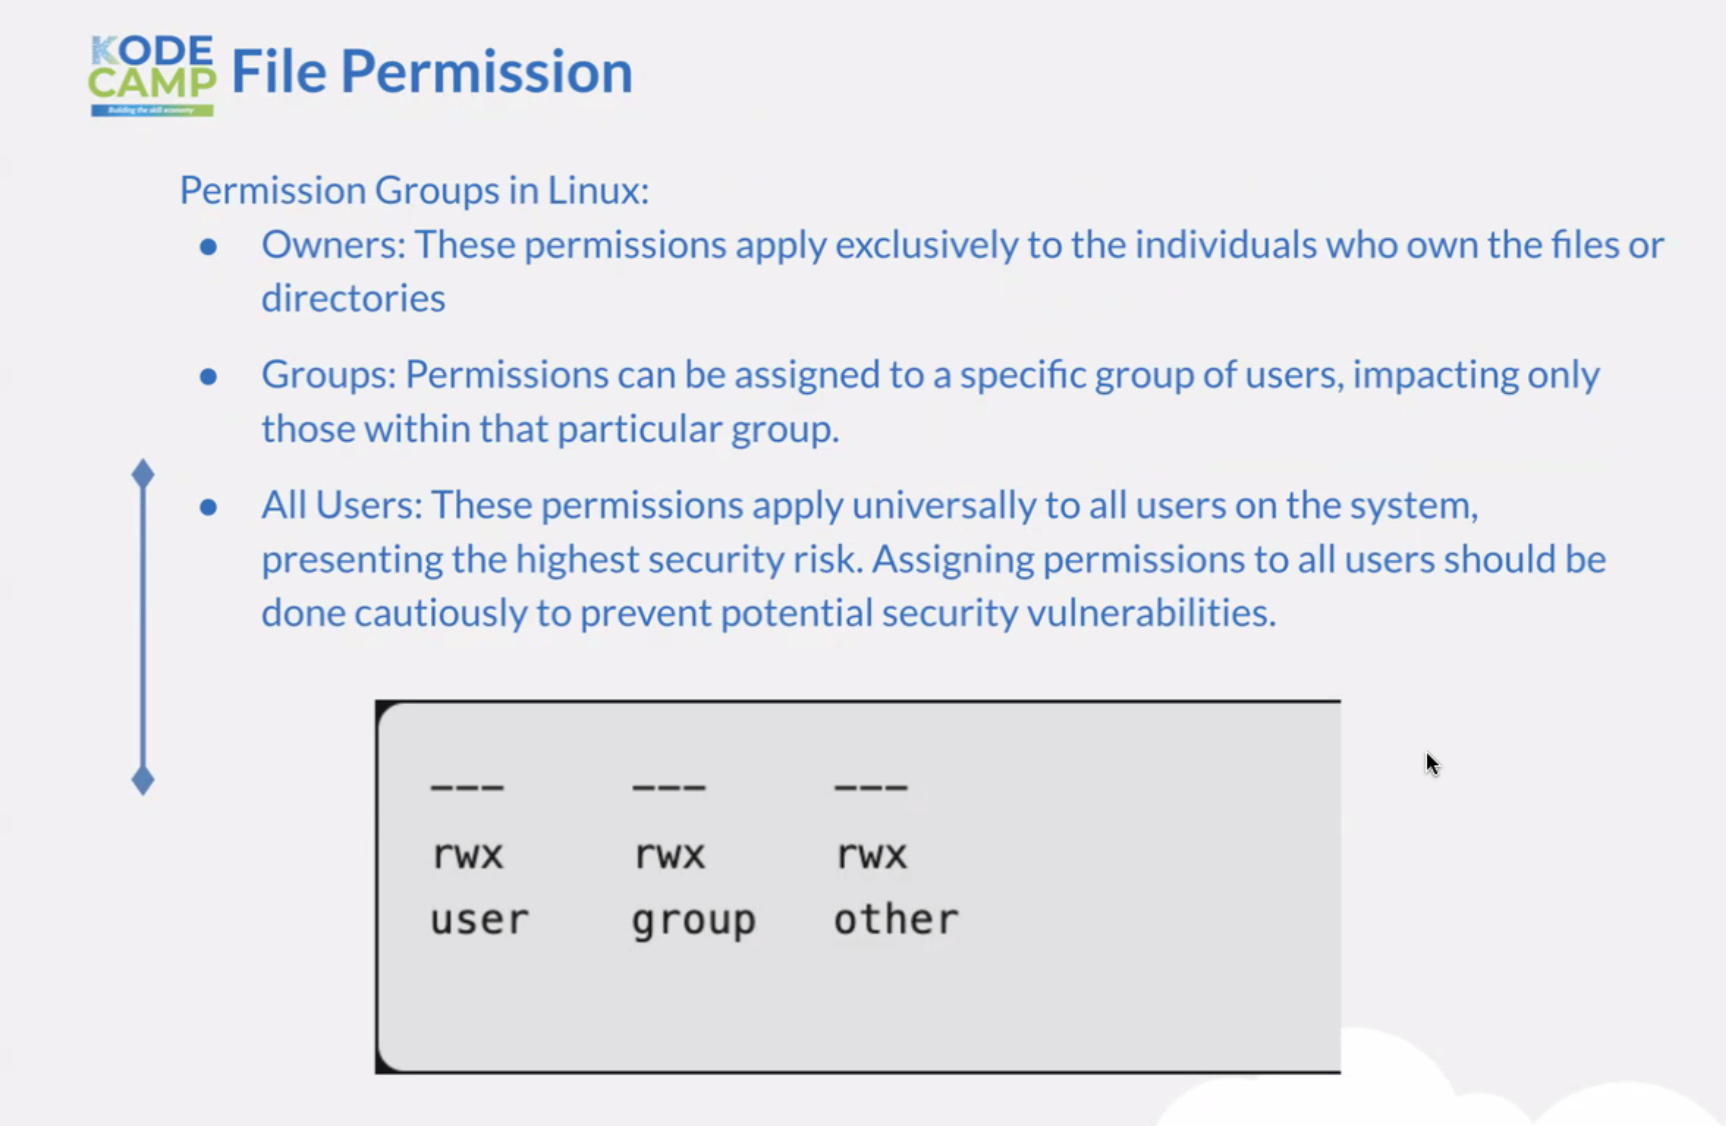 KODE
CAMP
Building the skill economy
File Permission
Permission Groups in Linux:
● Owners: These permissions apply exclusively to the individuals who own the files or
directories
● Groups: Permissions can be assigned to a specific group of users, impacting only
those within that particular group.
● All Users: These permissions apply universally to all users on the system,
presenting the highest security risk. Assigning permissions to all users should be
done cautiously to prevent potential security vulnerabilities.
--- --- ---
rwx rwx rwx
user group other